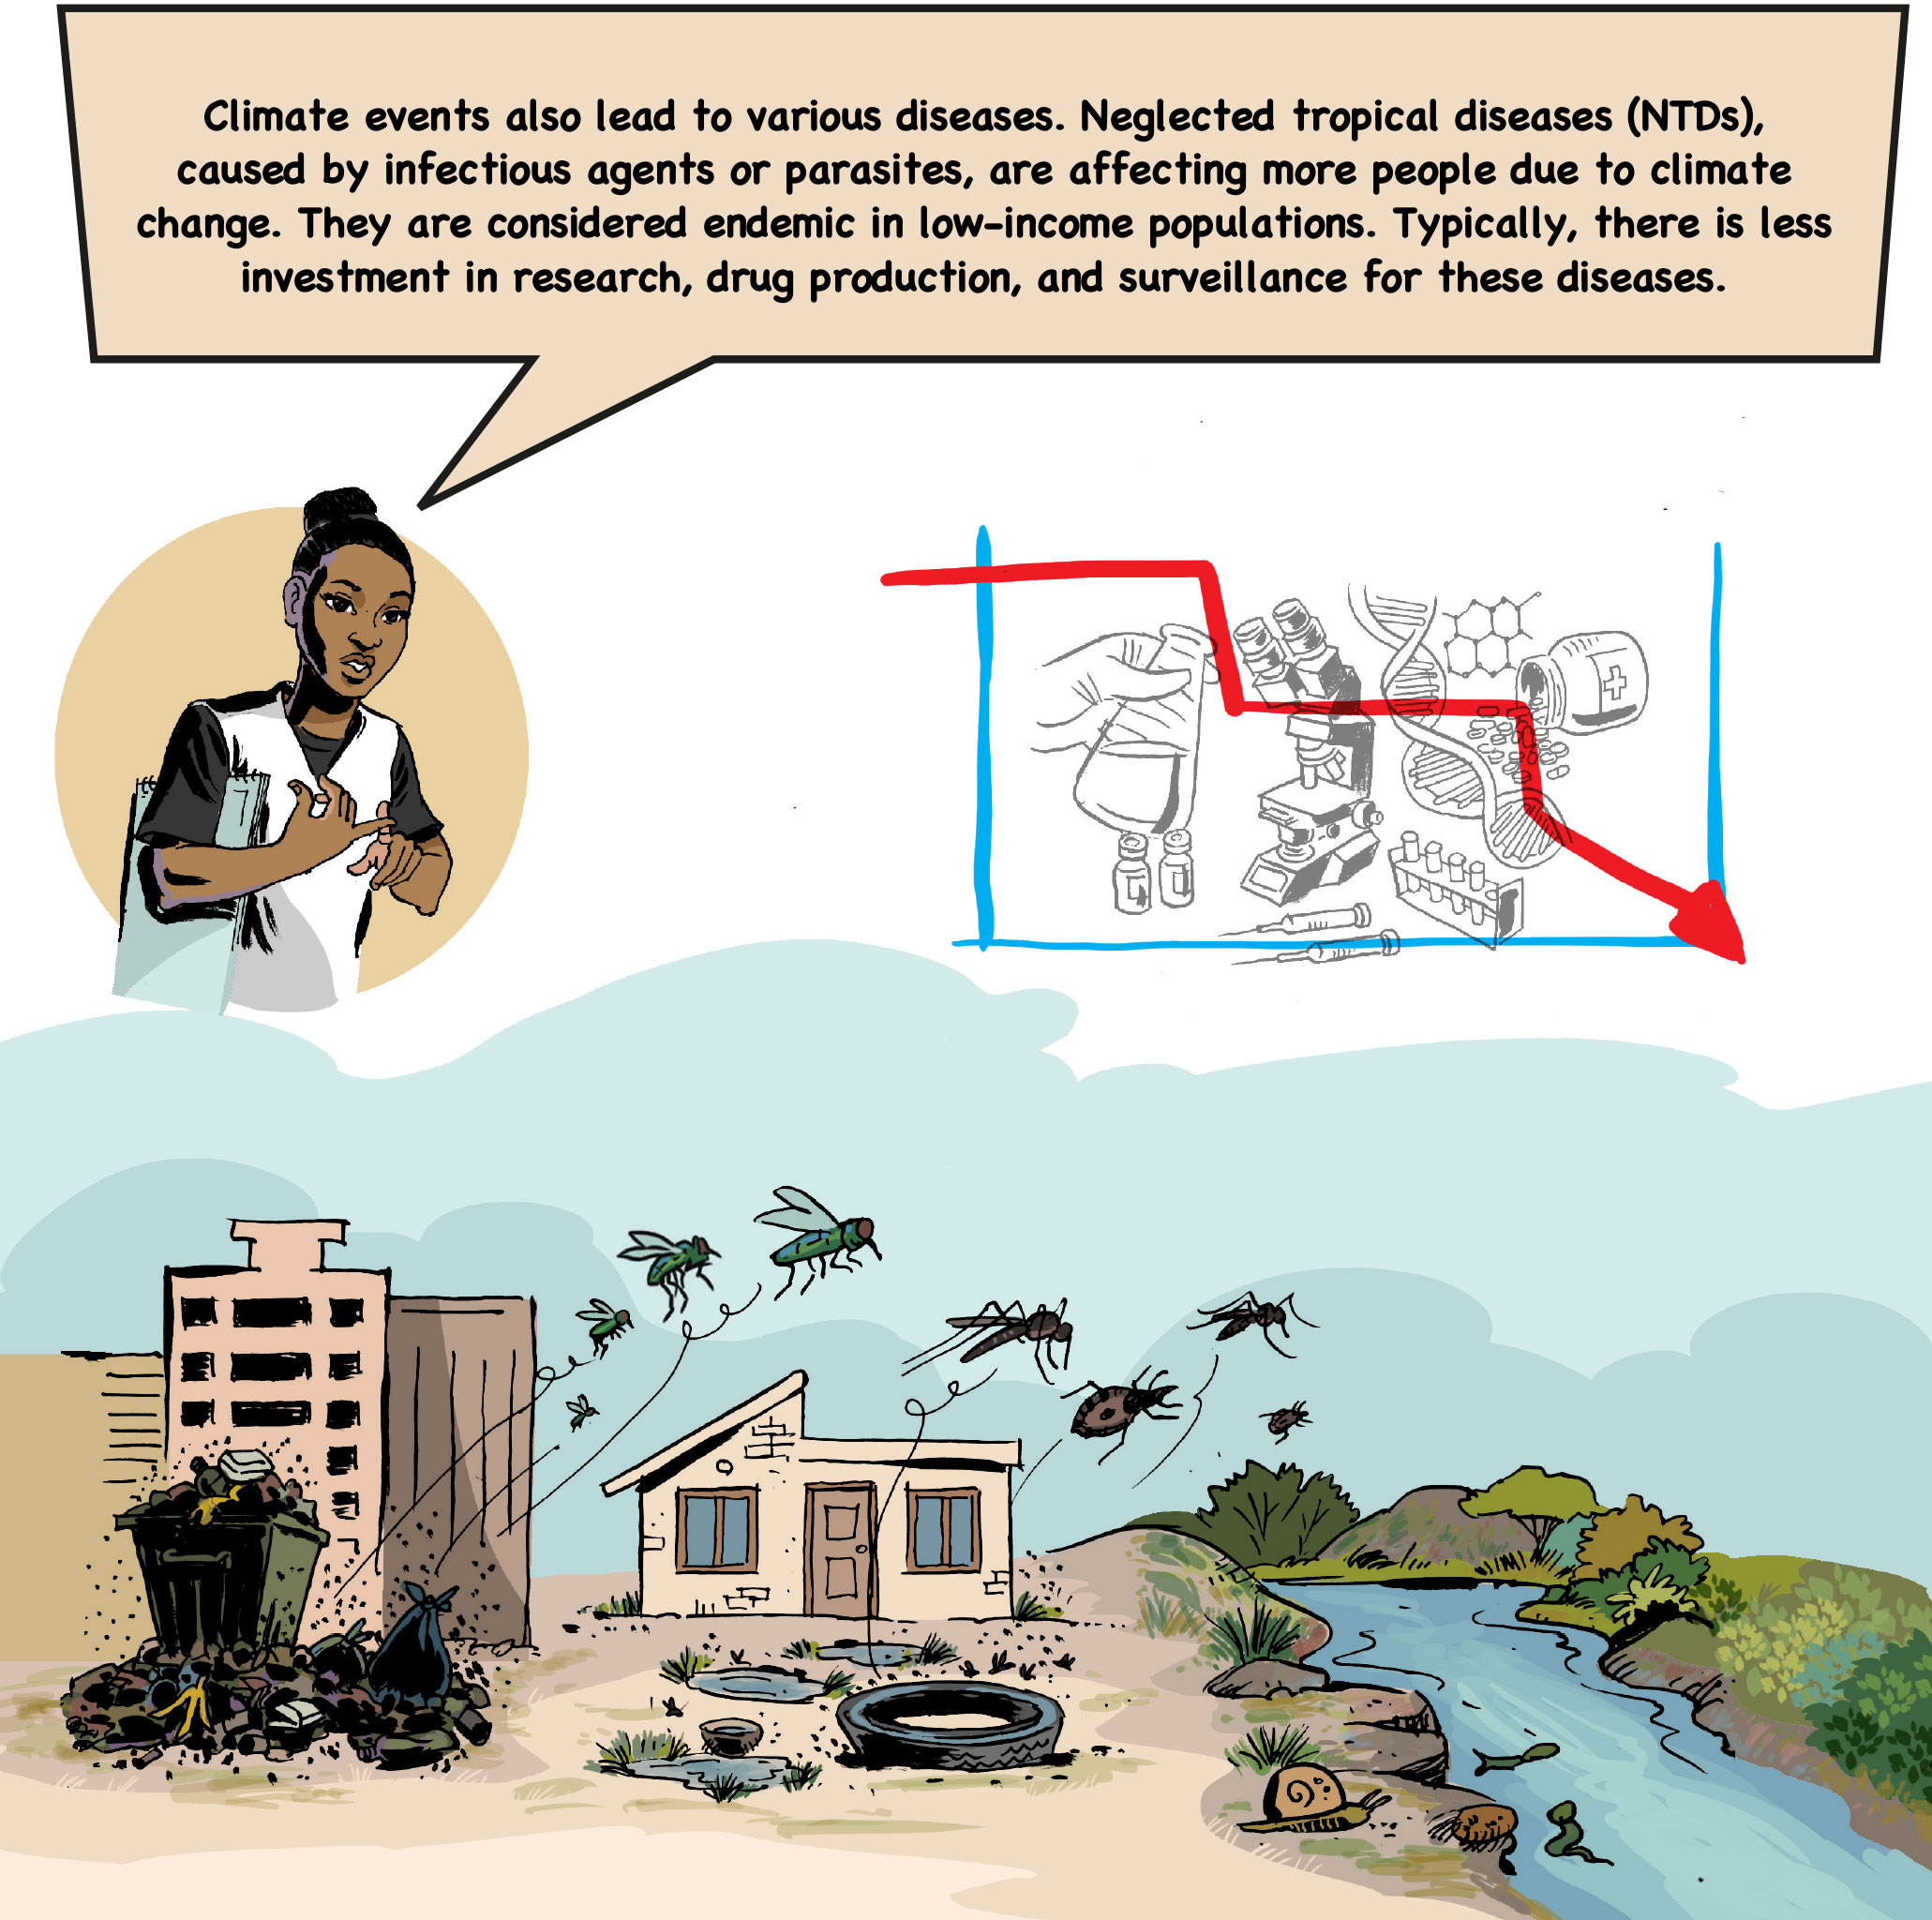 Climate events also lead to various diseases. Neglected tropical diseases (NTDs),
caused by infectious agents or parasites, are affecting more people due to climate
change. They are considered endemic in low-income populations. Typically, there is less
investment in research, drug production, and surveillance for these diseases.